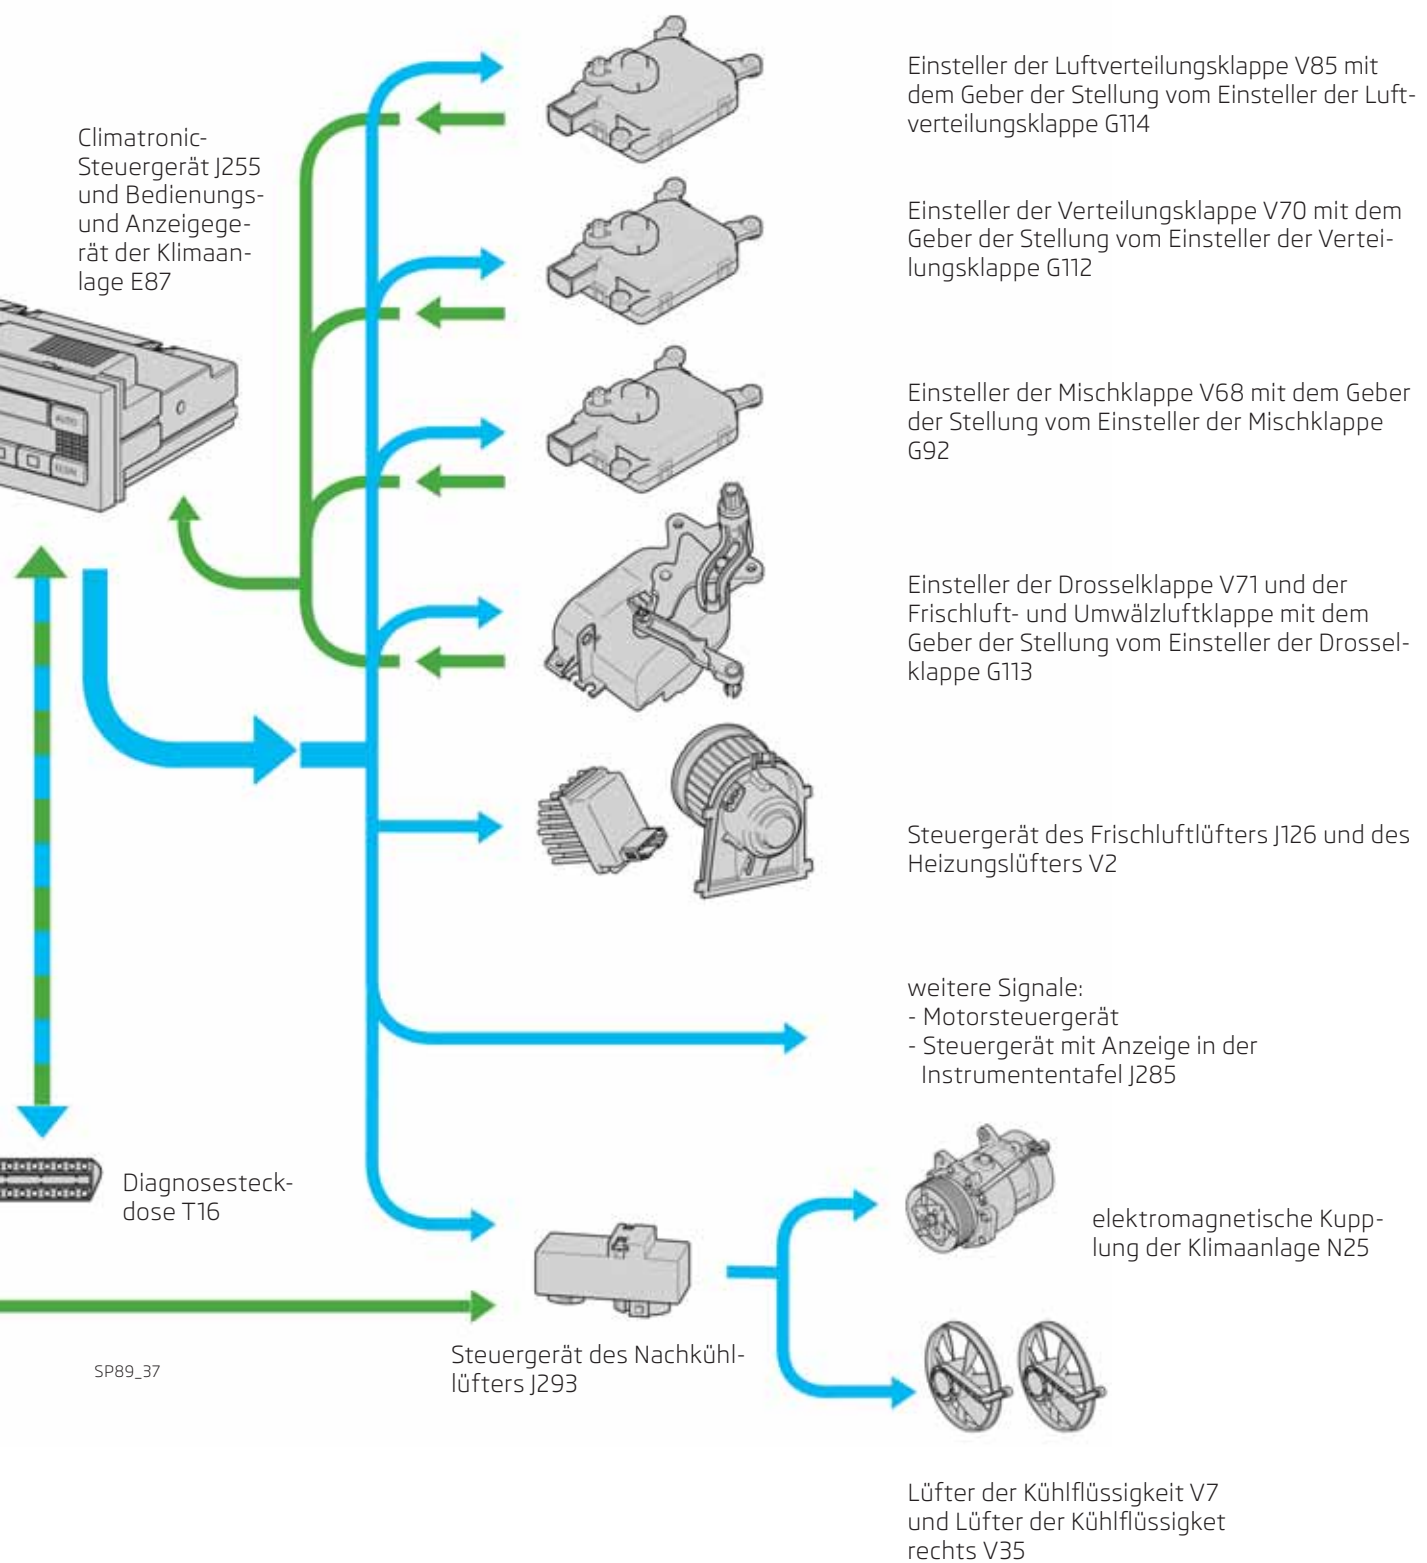 Einsteller der Luftverteilungsklappe V85 mit
dem Geber der Stellung vom Einsteller der Luft-
verteilungsklappe G114
Climatronic-
Steuergerät J255
und Bedienungs-
und Anzeigege-
rät der Klimaan-
lage E87
Einsteller der Verteilungsklappe V70 mit dem
Geber der Stellung vom Einsteller der Vertei-
lungsklappe G112
Einsteller der Mischklappe V68 mit dem Geber
der Stellung vom Einsteller der Mischklappe
G92
AUTO
ECON
Einsteller der Drosselklappe V71 und der
Frischluft- und Umwälzluftklappe mit dem
Geber der Stellung vom Einsteller der Drossel-
klappe G113
Steuergerät des Frischluftlüfters J126 und des
Heizungslüfters V2
weitere Signale:
- Motorsteuergerät
- Steuergerät mit Anzeige in der
Instrumententafel J285
Diagnosesteck-
dose T16
elektromagnetische Kupp-
lung der Klimaanlage N25
Steuergerät des Nachkühl-
lüfters J293
SP89_37
Lüfter der Kühlflüssigkeit V7
und Lüfter der Kühlflüssigket
rechts V35